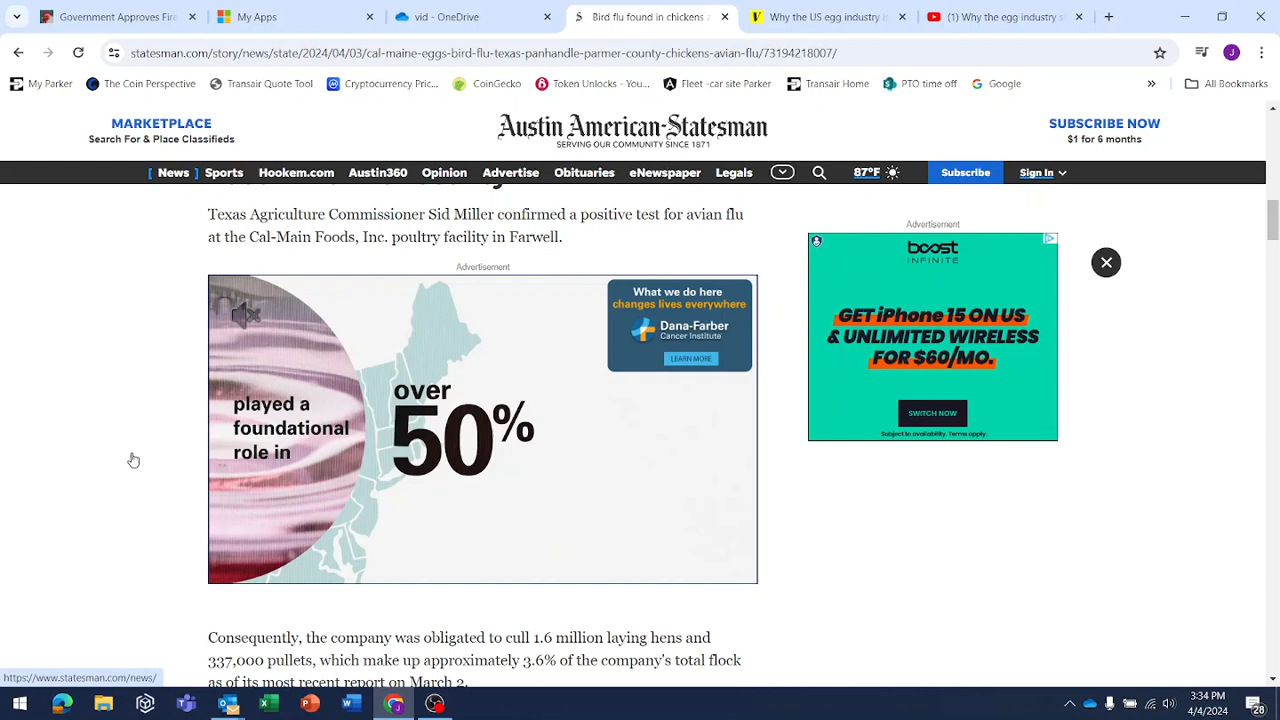 Government App Fire
My Apps
vid - OneDrive
Bird flu found in chickens a
Why the US egg industry i
The US egg industry s
statesman.com/story/news/state/2024/04/03/cal-maine-eggs-bird-flu-texas-panhandle-parmer-county-chickens-avian-flu/73194218007/
J
My Parker
The Coin Perspective
Transair Quote Tool
Cryptocurrency Pric...
CoinGecko
Token Unlocks - You...
Fleet -car site Parker
Transair Home
PTO time off
Google
All Bookmarks
MARKETPLACE
Search For & Place Classifieds
Austin American-Statesman
SERVING OUR COMMUNITY SINCE 1871
SUBSCRIBE NOW
$1 for 6 months
[ News ] Sports Hookem.com Austin360 Opinion Advertise Obituaries eNewspaper Legals 87°F Subscribe Sign In
Texas Agriculture Commissioner Sid Miller confirmed a positive test for avian flu
at the Cal-Main Foods, Inc. poultry facility in Farwell.
Advertisement
What we do here
changes lives everywhere
Dana-Farber
Cancer Institute
LEARN MORE
played a
foundational
role in
over
50%
Advertisement
boost
INFINITE
GET iPhone 15 ON US
& UNLIMITED WIRELESS
FOR $60/MO.
SWITCH NOW
Subject to availability. Terms apply.
Consequently, the company was obligated to cull 1.6 million laying hens and
337,000 pullets, which make up approximately 3.6% of the company's total flock
as of its most recent report on March 2.
https://www.statesman.com/news/
3:34 PM
4/4/2024
28